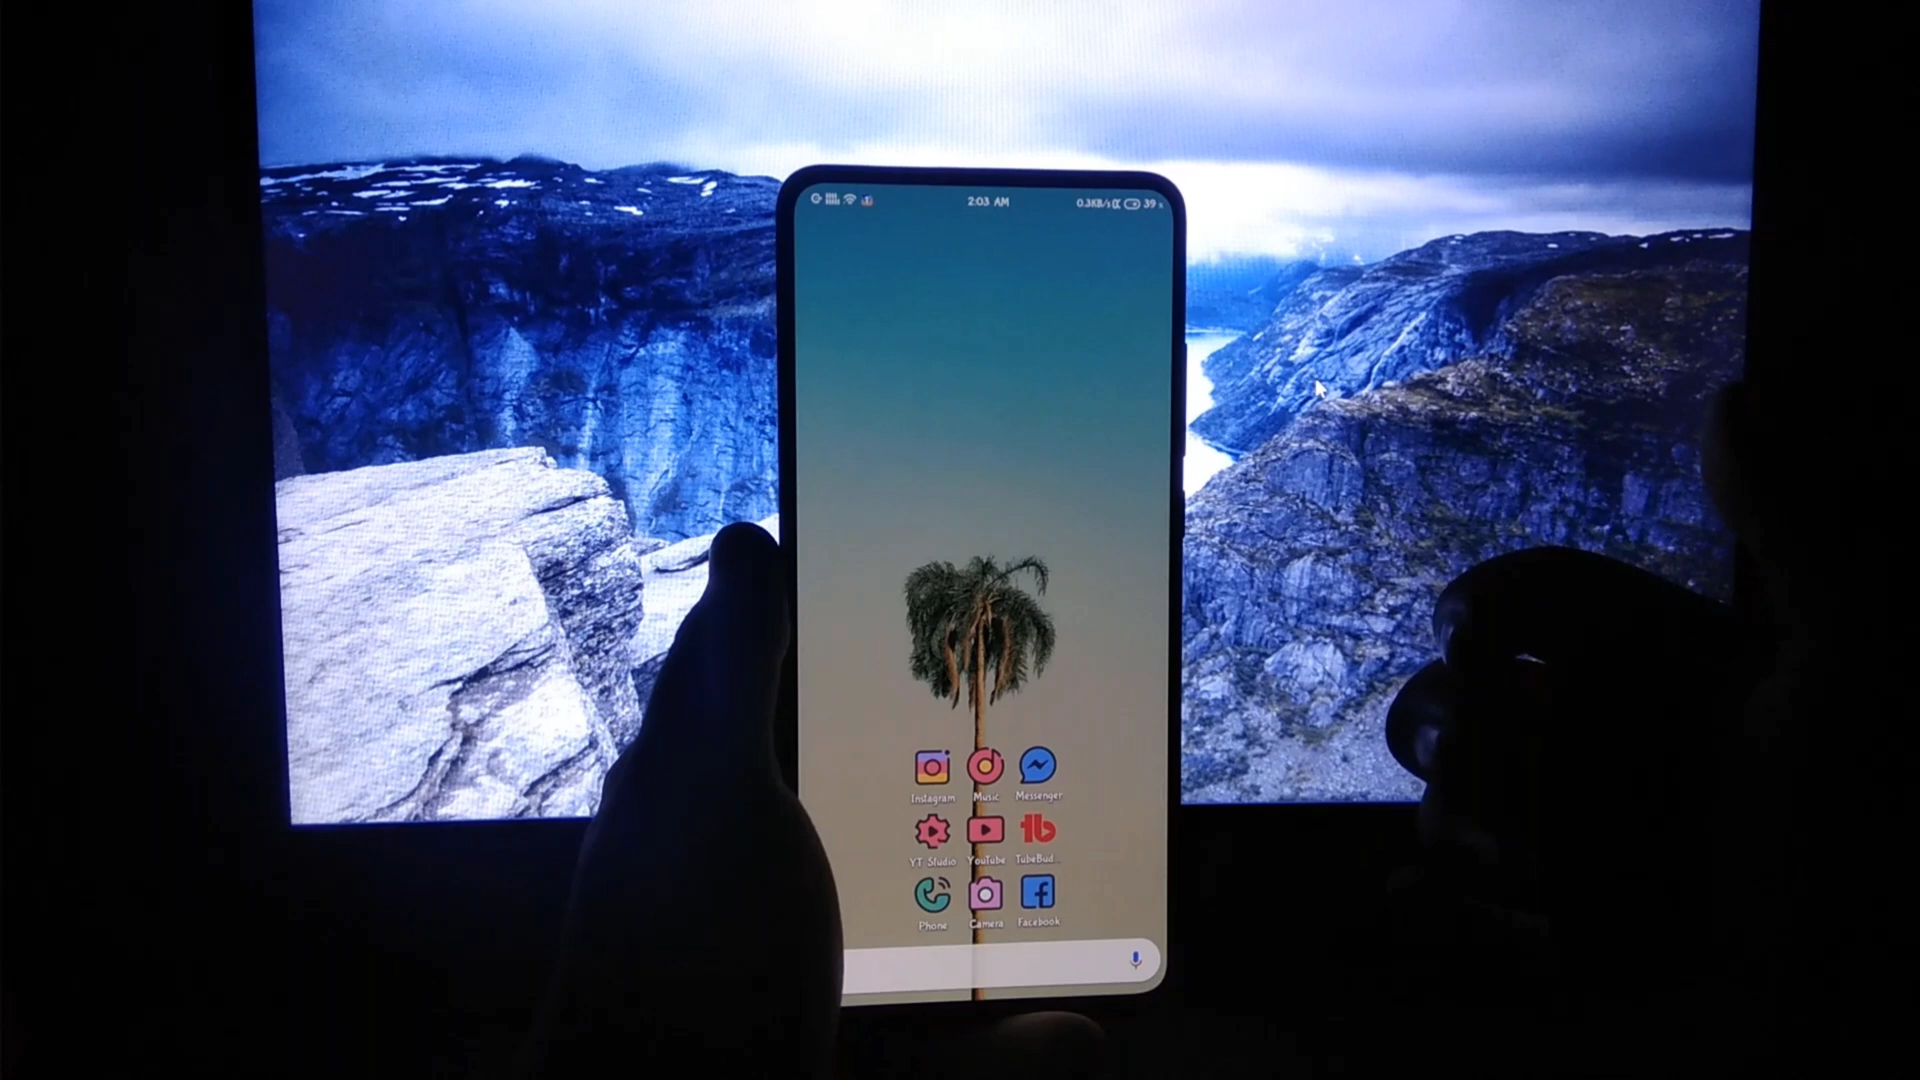 2:03 AM 0.3KB/s 39
Instagram Music Messenger
YT Studio YouTube TubeBud...
Phone Camera Facebook